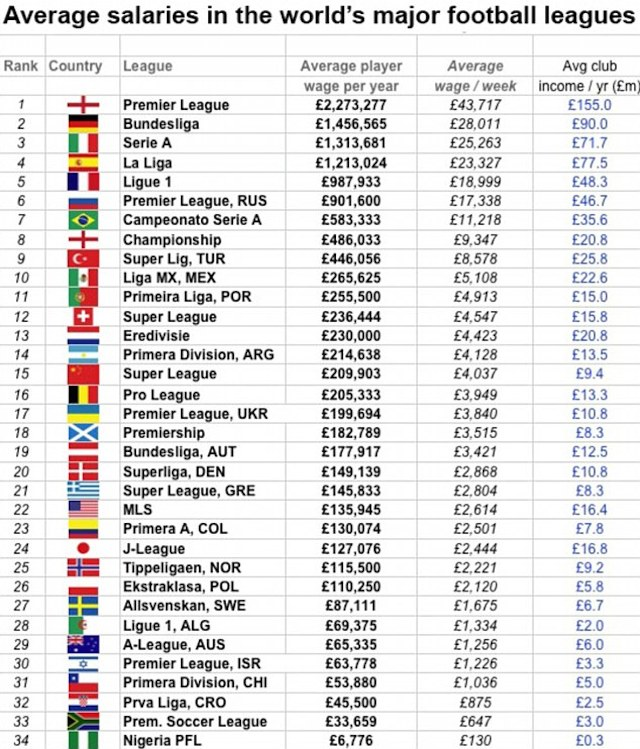 Average salaries in the world's major football leagues
Rank Country League Average player Average Avg club
wage per year wage / week income / yr (£m)
1 Premier League £2,273,277 £43,717 £155.0
2 Bundesliga £1,456,565 £28,011 £90.0
3 Serie A £1,313,681 £25,263 £71.7
4 La Liga £1,213,024 £23,327 £77.5
5 Ligue 1 £987,933 £18,999 £48.3
6 Premier League, RUS £901,600 £17,338 £46.7
7 Campeonato Serie A £583,333 £11,218 £35.6
8 Championship £486,033 £9,347 £20.8
9 Super Lig, TUR £446,056 £8,578 £25.8
10 Liga MX, MEX £265,625 £5,108 £22.6
11 Primeira Liga, POR £255,500 £4,913 £15.0
12 Super League £236,444 £4,547 £15.8
13 Eredivisie £230,000 £4,423 £20.8
14 Primera Division, ARG £214,638 £4,128 £13.5
15 Super League £209,903 £4,037 £9.4
16 Pro League £205,333 £3,949 £13.3
17 Premier League, UKR £199,694 £3,840 £10.8
18 Premiership £182,789 £3,515 £8.3
19 Bundesliga, AUT £177,917 £3,421 £12.5
20 Superliga, DEN £149,139 £2,868 £10.8
21 Super League, GRE £145,833 £2,804 £8.3
22 MLS £135,945 £2,614 £16.4
23 Primera A, COL £130,074 £2,501 £7.8
24 J-League £127,076 £2,444 £16.8
25 Tippeligaen, NOR £115,500 £2,221 £9.2
26 Ekstraklasa, POL £110,250 £2,120 £5.8
27 Allsvenskan, SWE £87,111 £1,675 £6.7
28 Ligue 1, ALG £69,375 £1,334 £2.0
29 A-League, AUS £65,335 £1,256 £6.0
30 Premier League, ISR £63,778 £1,226 £3.3
31 Primera Division, CHI £53,880 £1,036 £5.0
32 Prva Liga, CRO £45,500 £875 £2.5
33 Prem. Soccer League £33,659 £647 £3.0
34 Nigeria PFL £6,776 £130 £0.3